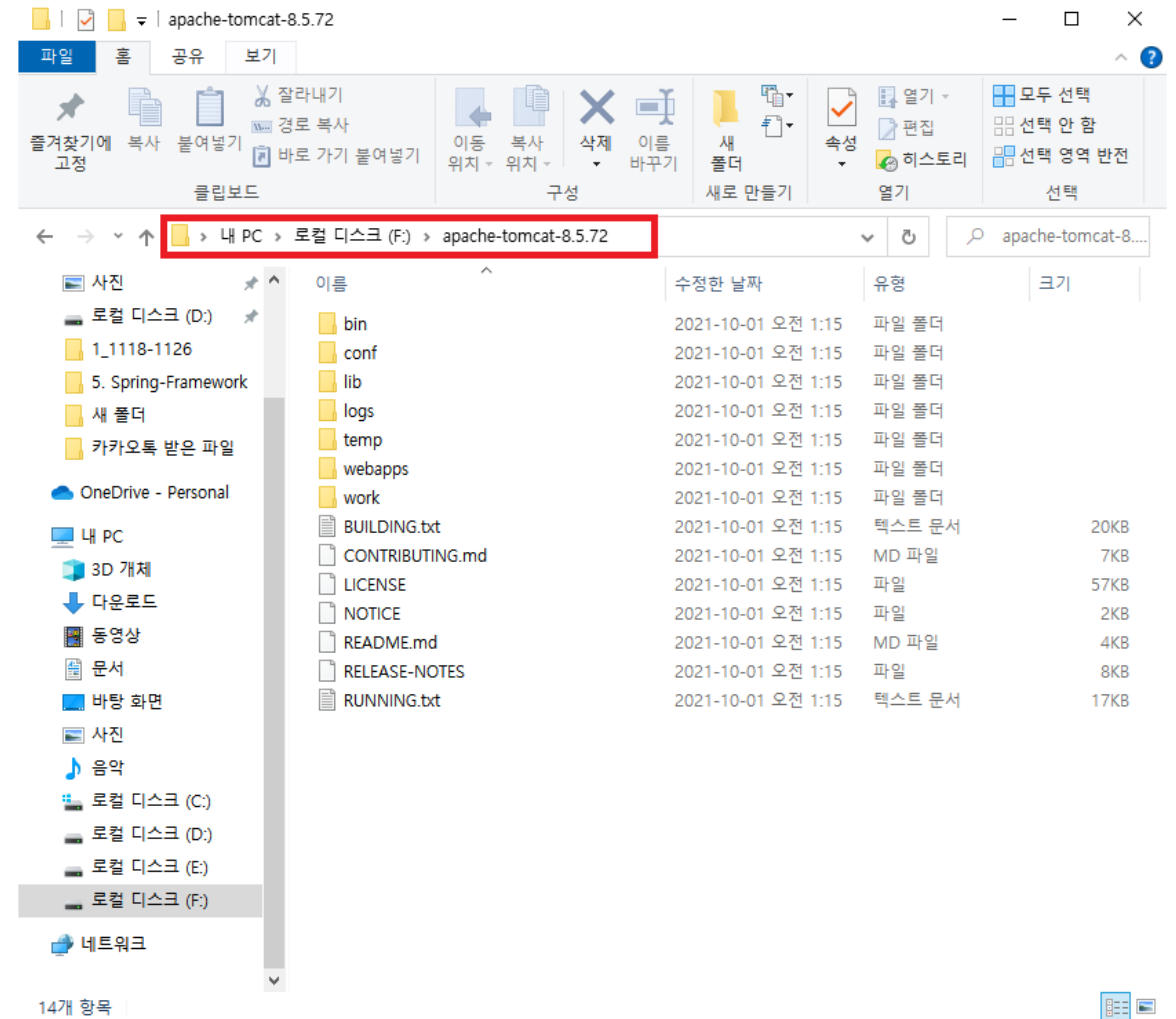 apache-tomcat-8.5.72
파일 홈 공유 보기
즐겨찾기에 고정
복사
붙여넣기
잘라내기
경로 복사
바로 가기 붙여넣기
클립보드
이동 위치
복사 위치
삭제
이름 바꾸기
구성
새 폴더
새로 만들기
속성
열기
편집
히스토리
열기
모두 선택
선택 안 함
선택 영역 반전
선택
내 PC > 로컬 디스크 (F:) > apache-tomcat-8.5.72
apache-tomcat-8....
사진
로컬 디스크 (D:)
1_1118-1126
5. Spring-Framework
새 폴더
카카오톡 받은 파일
OneDrive - Personal
내 PC
3D 개체
다운로드
동영상
문서
바탕 화면
사진
음악
로컬 디스크 (C:)
로컬 디스크 (D:)
로컬 디스크 (E:)
로컬 디스크 (F:)
네트워크
이름 수정한 날짜 유형 크기
bin 2021-10-01 오전 1:15 파일 폴더
conf 2021-10-01 오전 1:15 파일 폴더
lib 2021-10-01 오전 1:15 파일 폴더
logs 2021-10-01 오전 1:15 파일 폴더
temp 2021-10-01 오전 1:15 파일 폴더
webapps 2021-10-01 오전 1:15 파일 폴더
work 2021-10-01 오전 1:15 파일 폴더
BUILDING.txt 2021-10-01 오전 1:15 텍스트 문서 20KB
CONTRIBUTING.md 2021-10-01 오전 1:15 MD 파일 7KB
LICENSE 2021-10-01 오전 1:15 파일 57KB
NOTICE 2021-10-01 오전 1:15 파일 2KB
README.md 2021-10-01 오전 1:15 MD 파일 4KB
RELEASE-NOTES 2021-10-01 오전 1:15 파일 8KB
RUNNING.txt 2021-10-01 오전 1:15 텍스트 문서 17KB
14개 항목